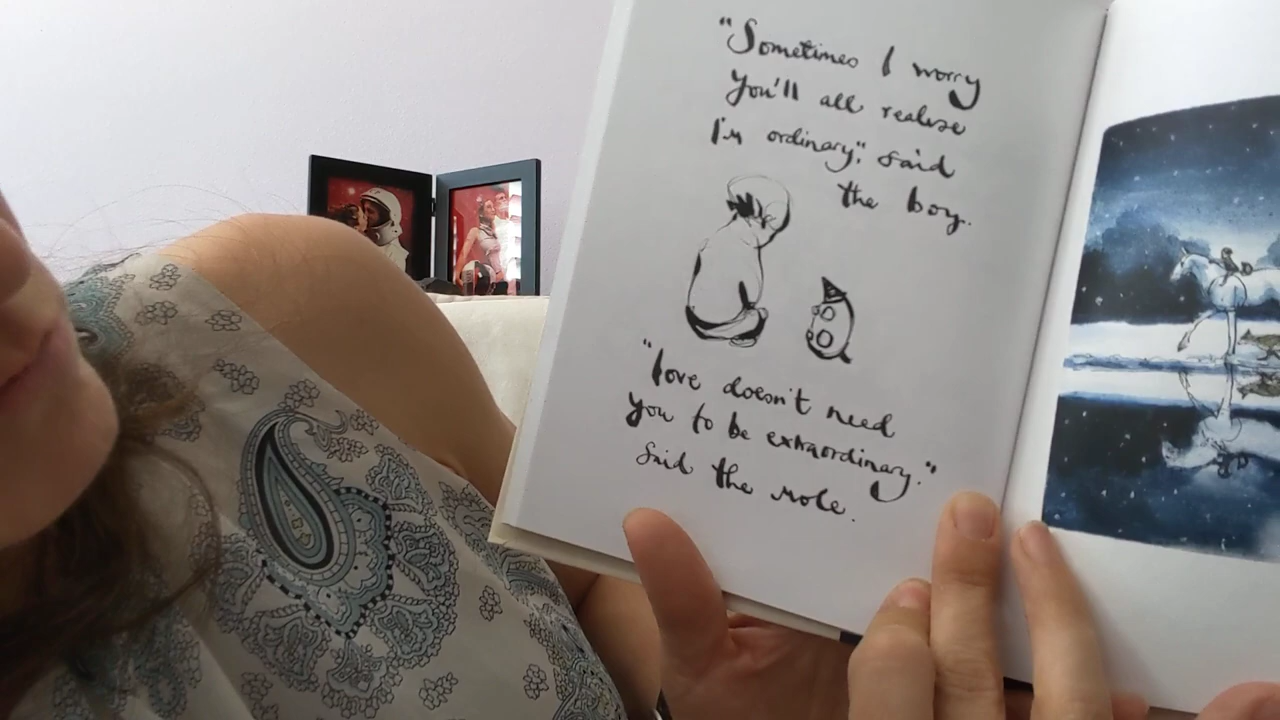 "Sometimes I worry
You'll all realise
I'm ordinary," said
the boy.
"love doesn't need
you to be extraordinary."
said the mole.